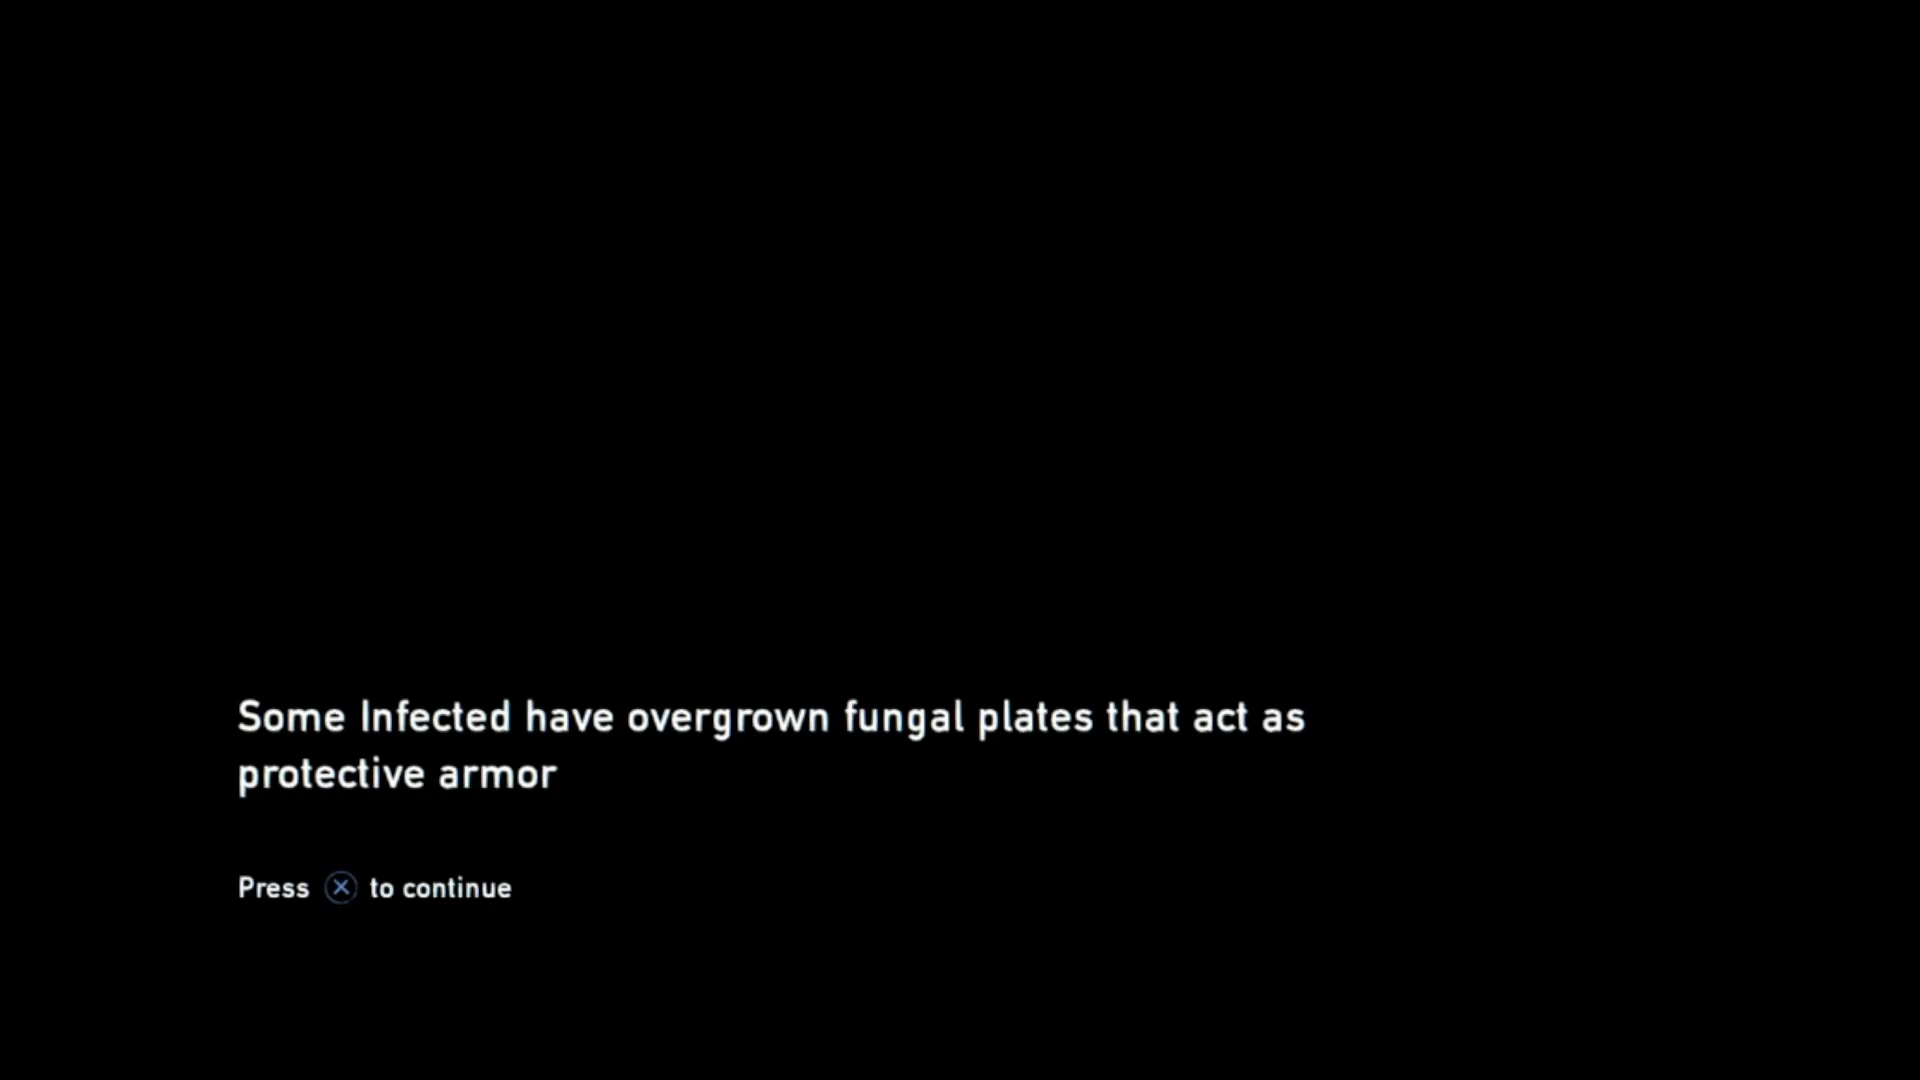 Some Infected have overgrown fungal plates that act as
protective armor
Press ⓧ to continue